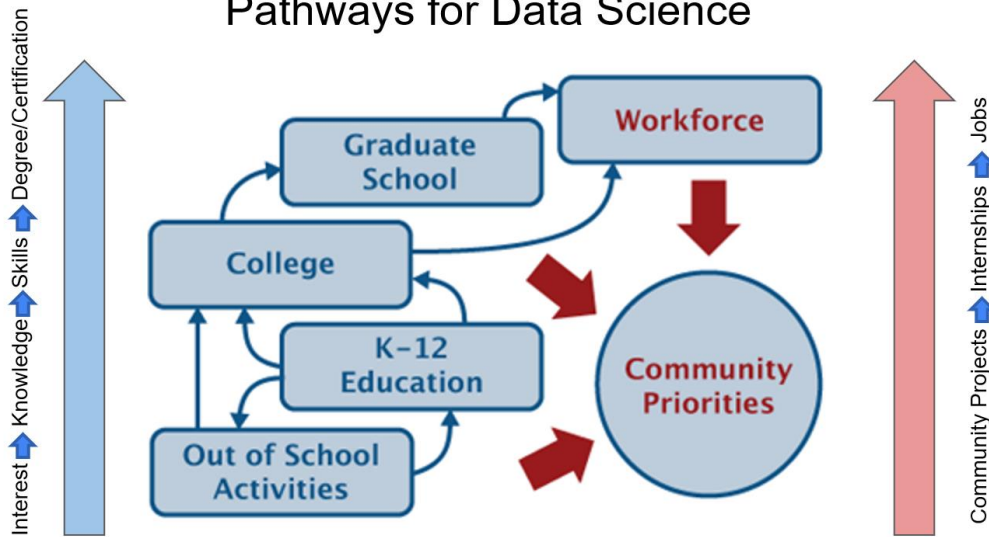 Pathways for Data Science
Interest Knowledge Skills Degree/Certification
Workforce
Graduate
School
College
K-12
Education
Out of School
Activities
Community
Priorities
Community Projects Internships Jobs